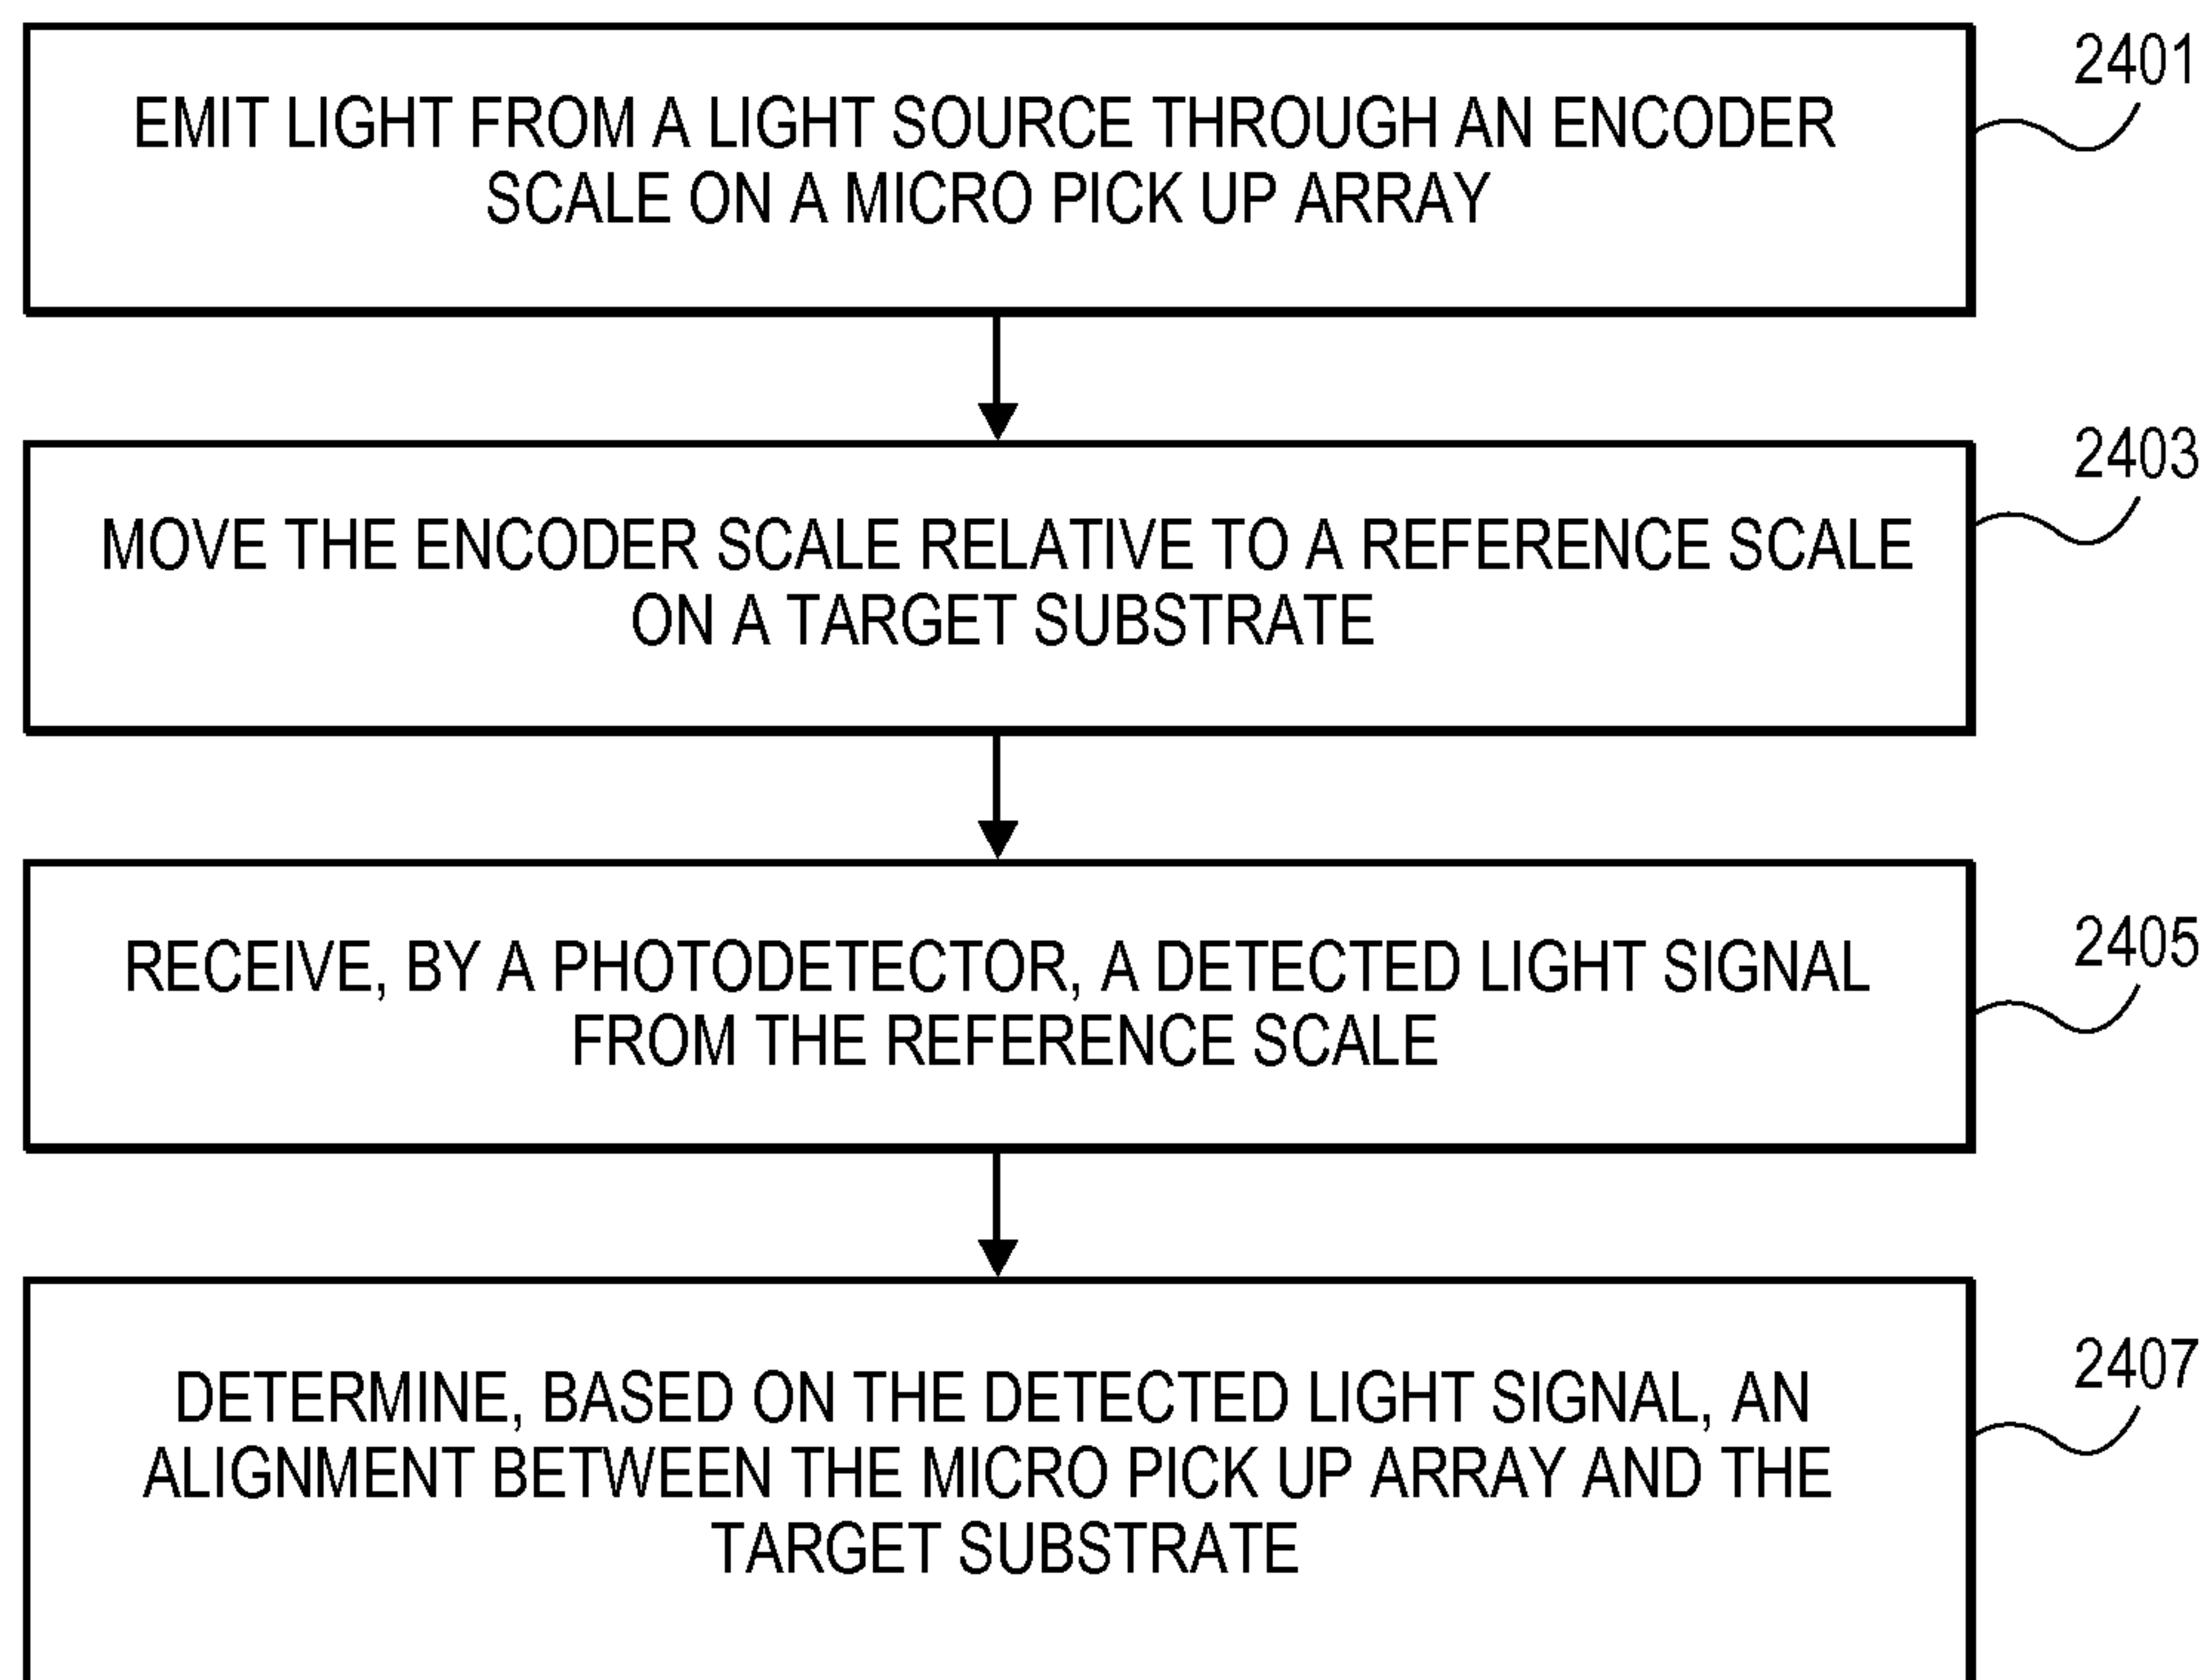 2401
EMIT LIGHT FROM A LIGHT SOURCE THROUGH AN ENCODER
SCALE ON A MICRO PICK UP ARRAY
2403
MOVE THE ENCODER SCALE RELATIVE TO A REFERENCE SCALE
ON A TARGET SUBSTRATE
2405
RECEIVE, BY A PHOTODETECTOR, A DETECTED LIGHT SIGNAL
FROM THE REFERENCE SCALE
2407
DETERMINE, BASED ON THE DETECTED LIGHT SIGNAL, AN
ALIGNMENT BETWEEN THE MICRO PICK UP ARRAY AND THE
TARGET SUBSTRATE